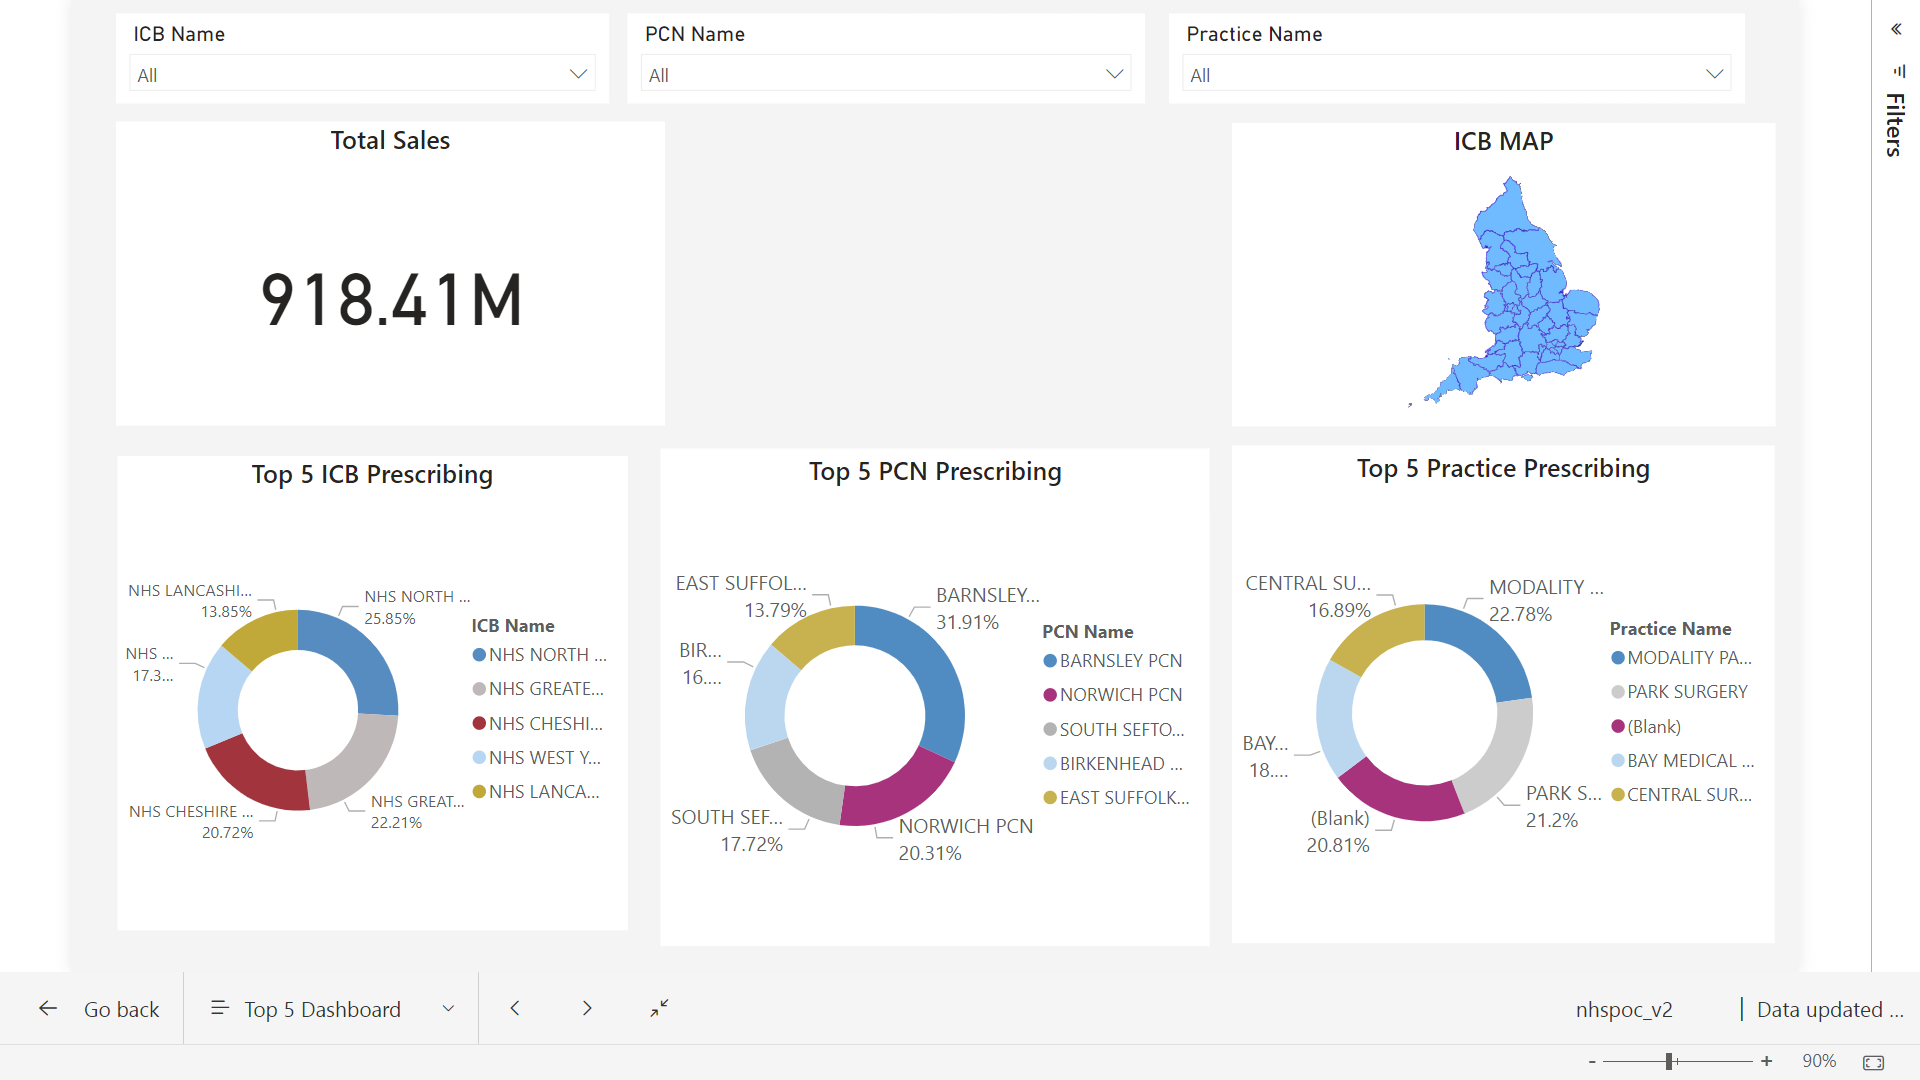 ICB Name
All
PCN Name
All
Practice Name
All
Filters
Total Sales
918.41M
ICB MAP
Top 5 ICB Prescribing
NHS LANCASHI...
13.85%
NHS NORTH ...
25.85%
NHS ...
17.3...
NHS CHESHIRE ...
20.72%
NHS GREAT...
22.21%
ICB Name
NHS NORTH ...
NHS GREATE...
NHS CHESHI...
NHS WEST Y...
NHS LANCA...
Top 5 PCN Prescribing
EAST SUFFOL...
13.79%
BARNSLEY...
31.91%
BIR...
16....
SOUTH SEF...
17.72%
NORWICH PCN
20.31%
PCN Name
BARNSLEY PCN
NORWICH PCN
SOUTH SEFTO...
BIRKENHEAD ...
EAST SUFFOLK...
Top 5 Practice Prescribing
CENTRAL SU...
16.89%
MODALITY ...
22.78%
BAY...
18....
(Blank)
20.81%
PARK S...
21.2%
Practice Name
MODALITY PA...
PARK SURGERY
(Blank)
BAY MEDICAL ...
CENTRAL SUR...
Go back
Top 5 Dashboard
nhspoc_v2
Data updated ...
- + 90%